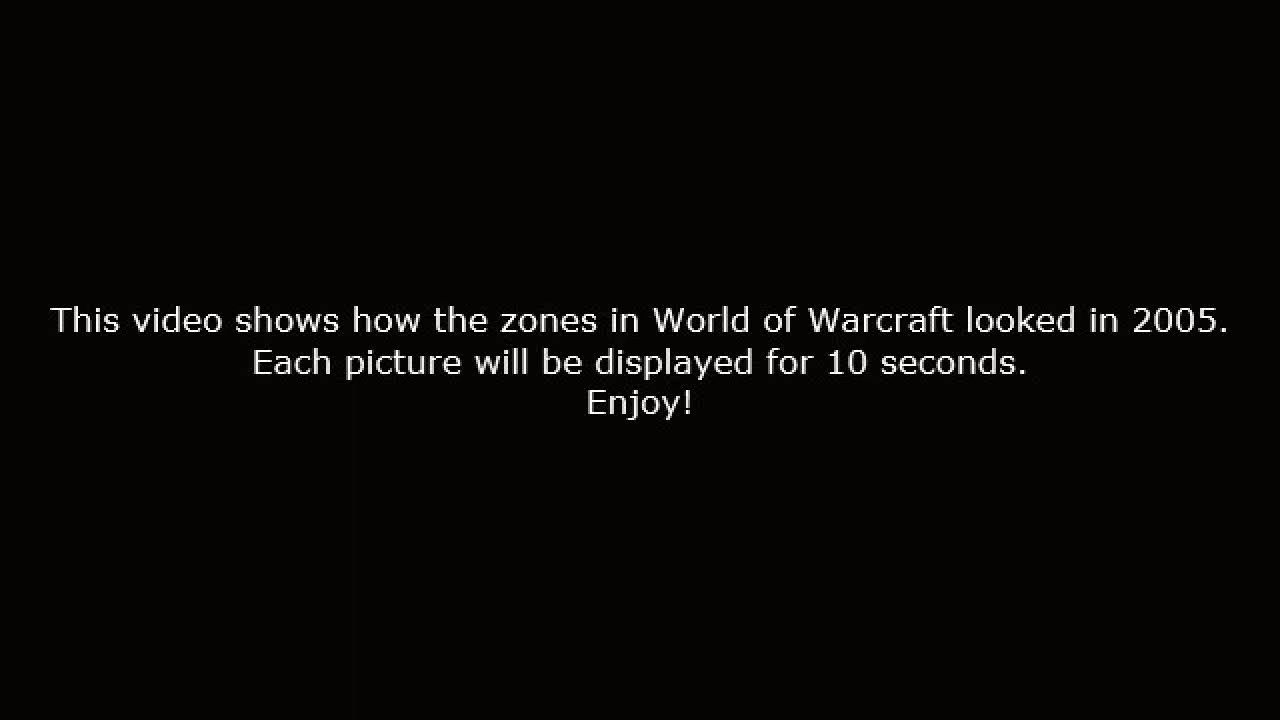 This video shows how the zones in World of Warcraft looked in 2005.
Each picture will be displayed for 10 seconds.
Enjoy!